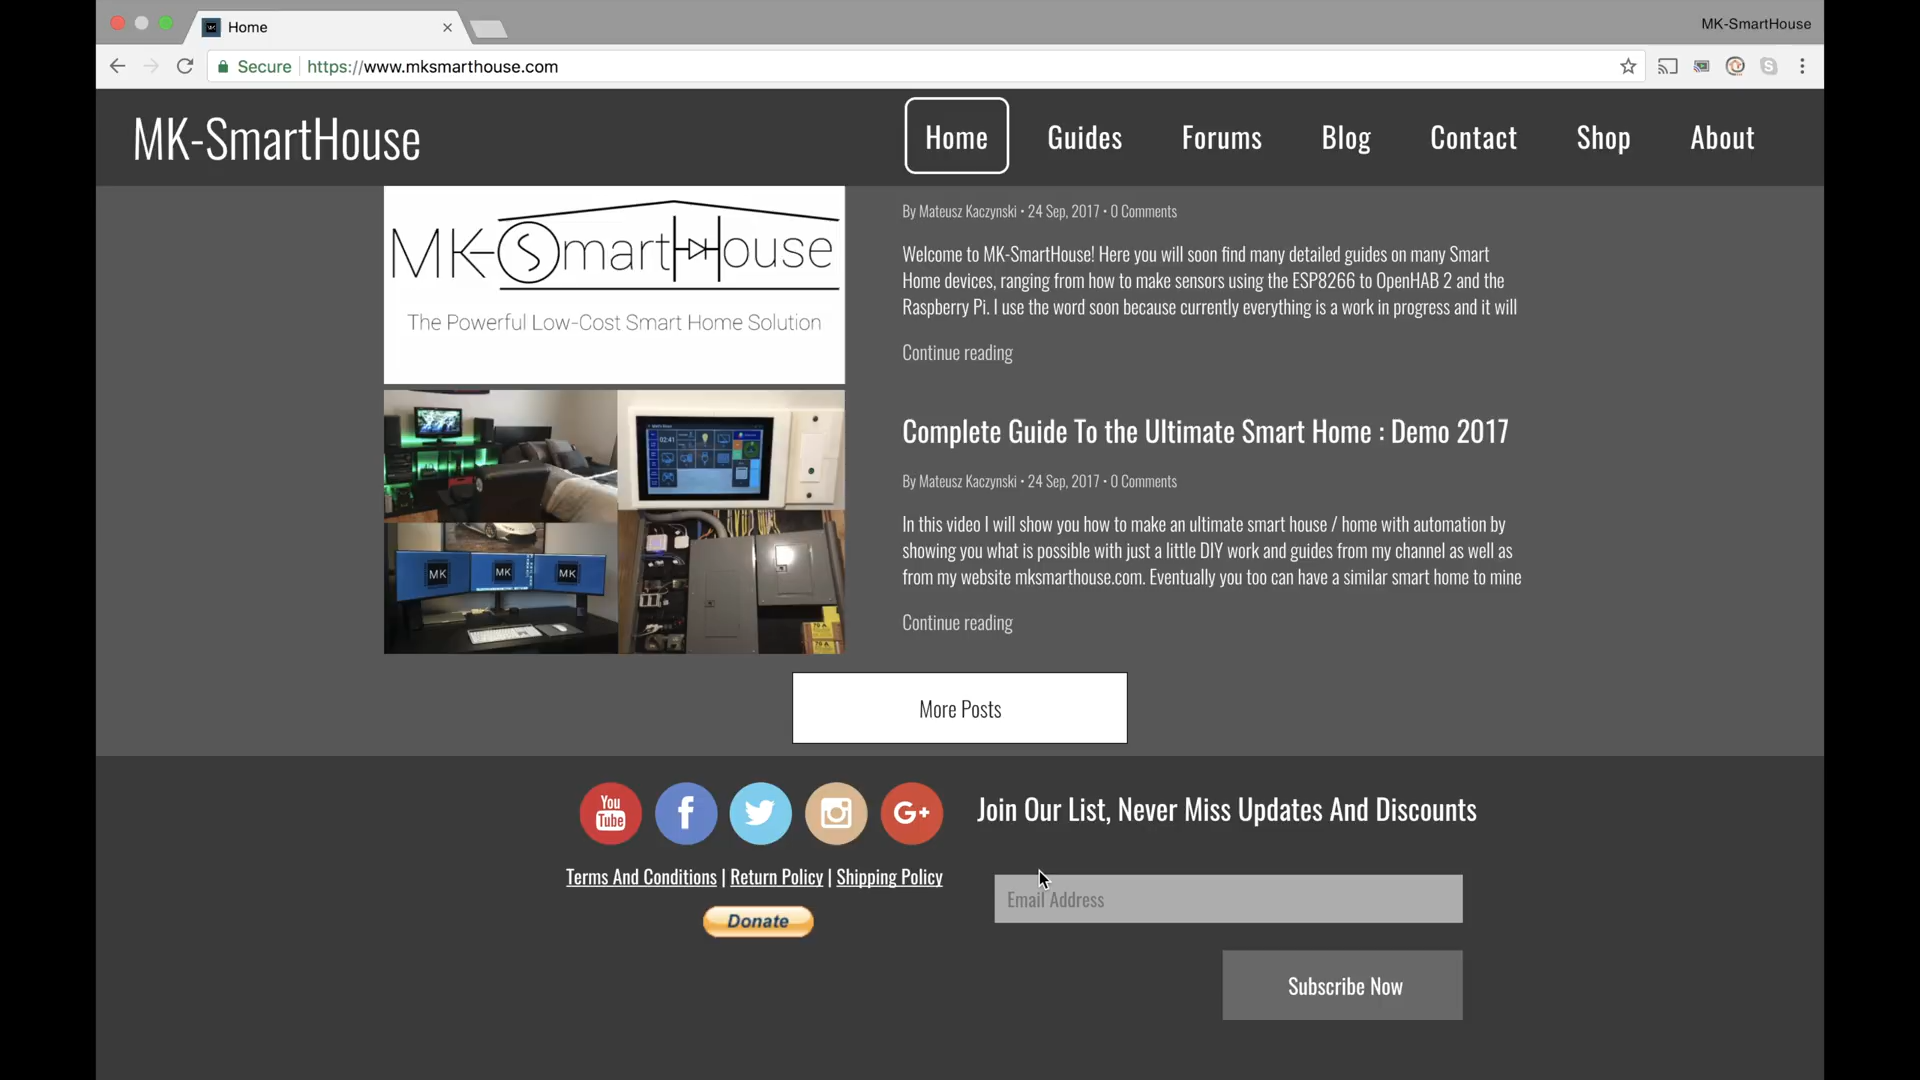 Home
MK-SmartHouse
Secure
https://www.mksmarthouse.com
MK-SmartHouse
Home
Guides
Forums
Blog
Contact
Shop
About
MK-SmartHouse
The Powerful Low-Cost Smart Home Solution
By Mateusz Kaczynski • 24 Sep, 2017 • 0 Comments
Welcome to MK-SmartHouse! Here you will soon find many detailed guides on many Smart
Home devices, ranging from how to make sensors using the ESP8266 to OpenHAB 2 and the
Raspberry Pi. I use the word soon because currently everything is a work in progress and it will
Continue reading
02:41
MK
MK
MK
Complete Guide To the Ultimate Smart Home : Demo 2017
By Mateusz Kaczynski • 24 Sep, 2017 • 0 Comments
In this video I will show you how to make an ultimate smart house / home with automation by
showing you what is possible with just a little DIY work and guides from my channel as well as
from my website mksmarthouse.com. Eventually you too can have a similar smart home to mine
Continue reading
More Posts
You
Tube
f
G+
Terms And Conditions | Return Policy | Shipping Policy
Donate
Join Our List, Never Miss Updates And Discounts
Email Address
Subscribe Now